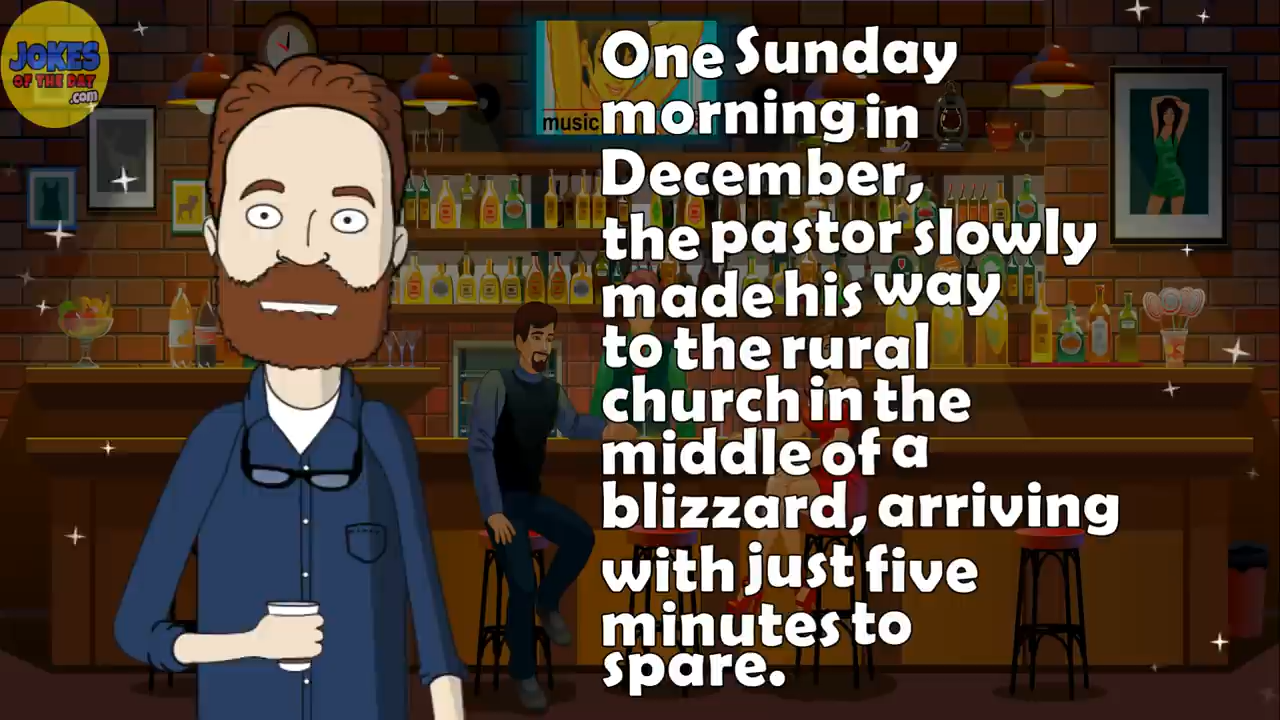 JOKES
OF THE DAY
.com
music
One Sunday
morning in
December,
the pastor slowly
made his way
to the rural
church in the
middle of a
blizzard, arriving
with just five
minutes to
spare.